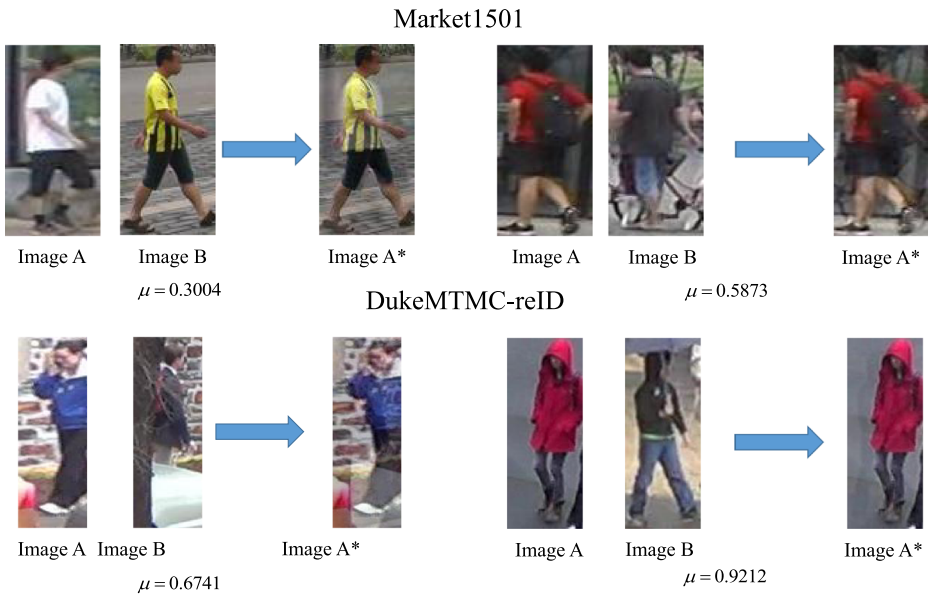 Market1501
Image A Image B Image A* Image A Image B Image A*
μ = 0.3004 μ = 0.5873
DukeMTMC-reID
Image A Image B Image A* Image A Image B Image A*
μ = 0.6741 μ = 0.9212